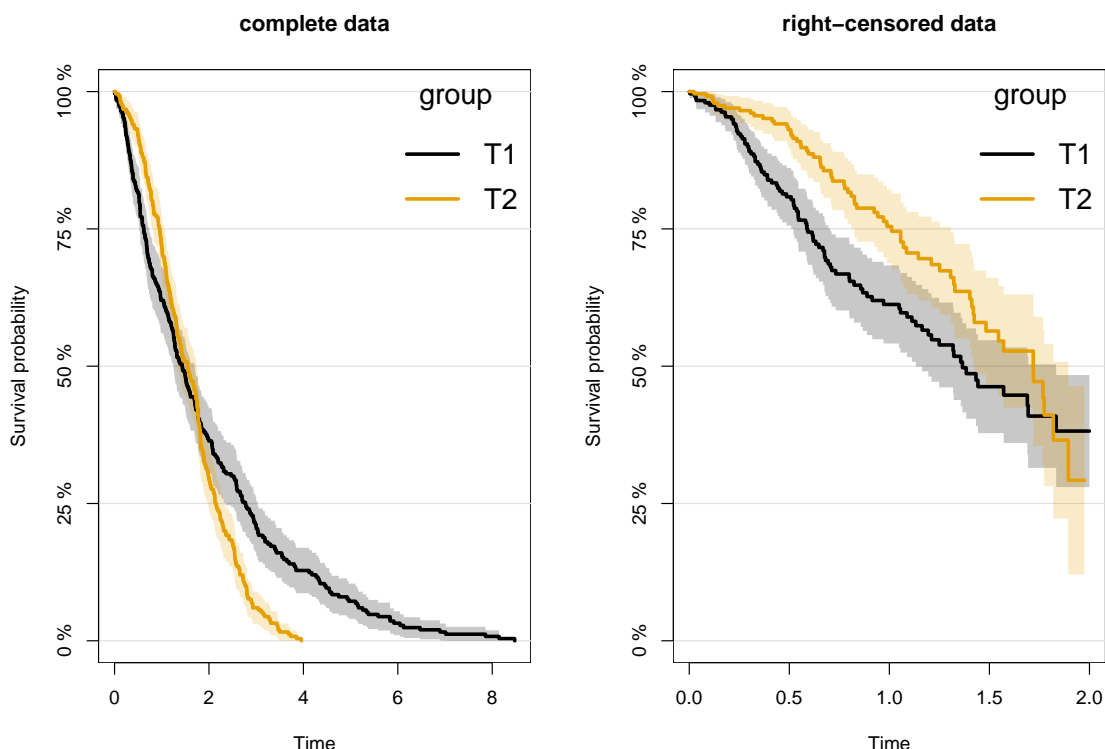 complete data
group
T1
T2
Survival probability
100 %
75 %
50 %
25 %
0 %
0
2
4
6
8
Time
right−censored data
group
T1
T2
Survival probability
100 %
75 %
50 %
25 %
0 %
0.0
0.5
1.0
1.5
2.0
Time